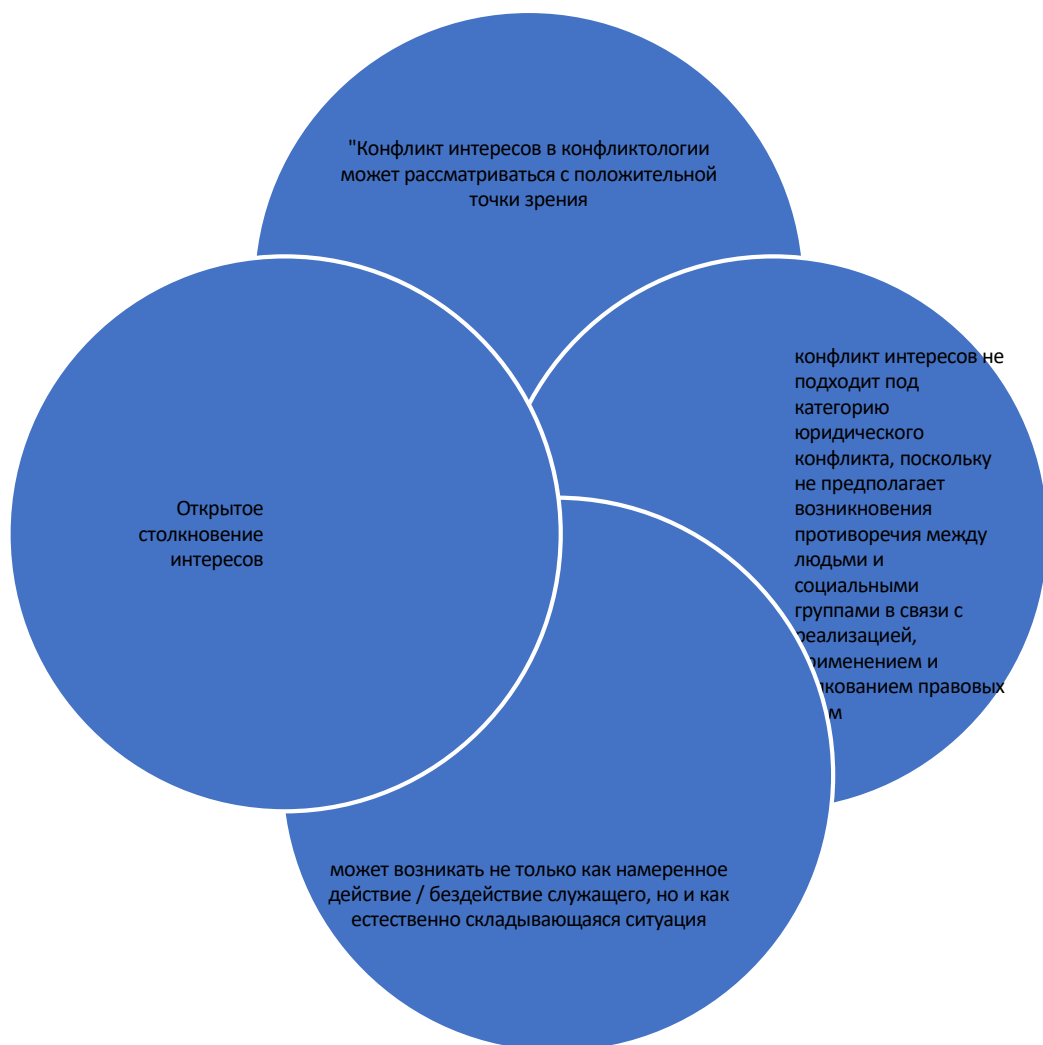 "Конфликт интересов в конфликтологии
может рассматриваться с положительной
точки зрения
конфликт интересов не
подходит под
категорию
юридического
конфликта, поскольку
не предполагает
возникновения
противоречия между
людьми и
социальными
группами в связи с
реализацией,
применением и
толкованием правовых
Открытое
столкновение
интересов
может возникать не только как намеренное
действие / бездействие служащего, но и как
естественно складывающаяся ситуация